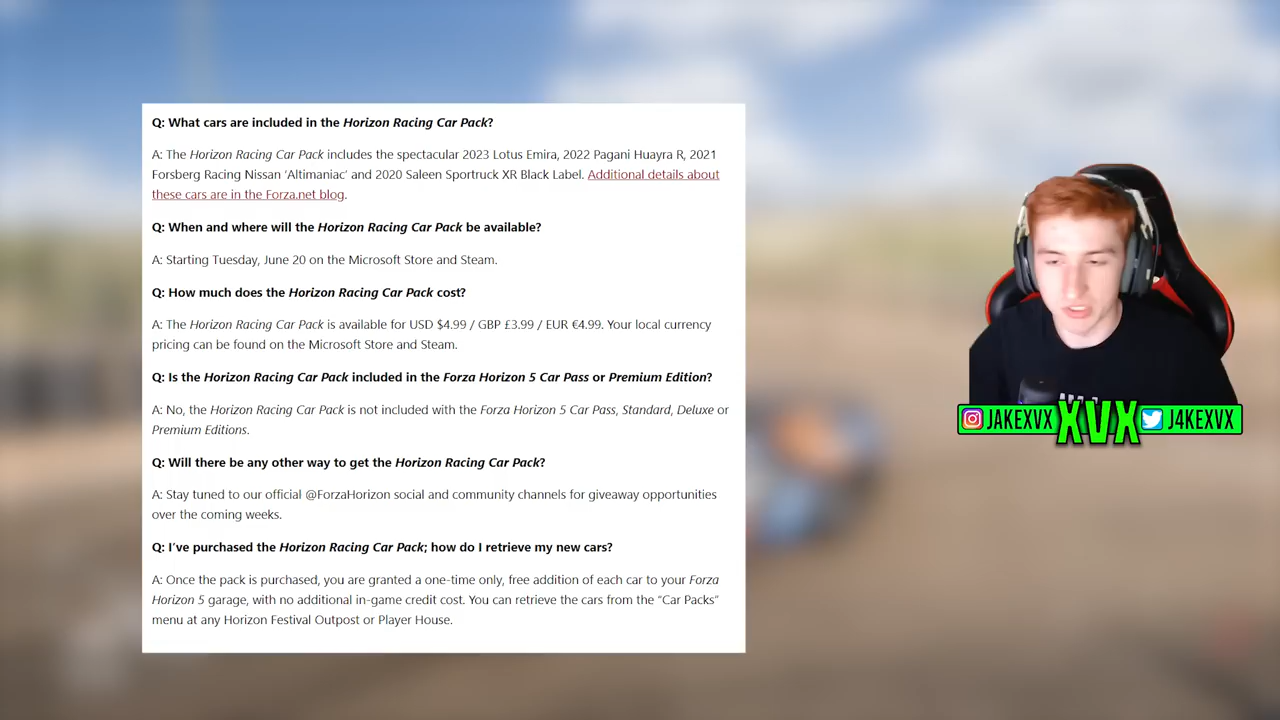 Q: What cars are included in the Horizon Racing Car Pack?
A: The Horizon Racing Car Pack includes the spectacular 2023 Lotus Emira, 2022 Pagani Huayra R, 2021
Forsberg Racing Nissan ‘Altimaniac’ and 2020 Saleen Sportruck XR Black Label. Additional details about
these cars are in the Forza.net blog.
Q: When and where will the Horizon Racing Car Pack be available?
A: Starting Tuesday, June 20 on the Microsoft Store and Steam.
Q: How much does the Horizon Racing Car Pack cost?
A: The Horizon Racing Car Pack is available for USD $4.99 / GBP £3.99 / EUR €4.99. Your local currency
pricing can be found on the Microsoft Store and Steam.
Q: Is the Horizon Racing Car Pack included in the Forza Horizon 5 Car Pass or Premium Edition?
A: No, the Horizon Racing Car Pack is not included with the Forza Horizon 5 Car Pass, Standard, Deluxe or
Premium Editions.
Q: Will there be any other way to get the Horizon Racing Car Pack?
A: Stay tuned to our official @ForzaHorizon social and community channels for giveaway opportunities
over the coming weeks.
Q: I’ve purchased the Horizon Racing Car Pack; how do I retrieve my new cars?
A: Once the pack is purchased, you are granted a one-time only, free addition of each car to your Forza
Horizon 5 garage, with no additional in-game credit cost. You can retrieve the cars from the “Car Packs”
menu at any Horizon Festival Outpost or Player House.
JAKEXVX XVX J4KEXVX